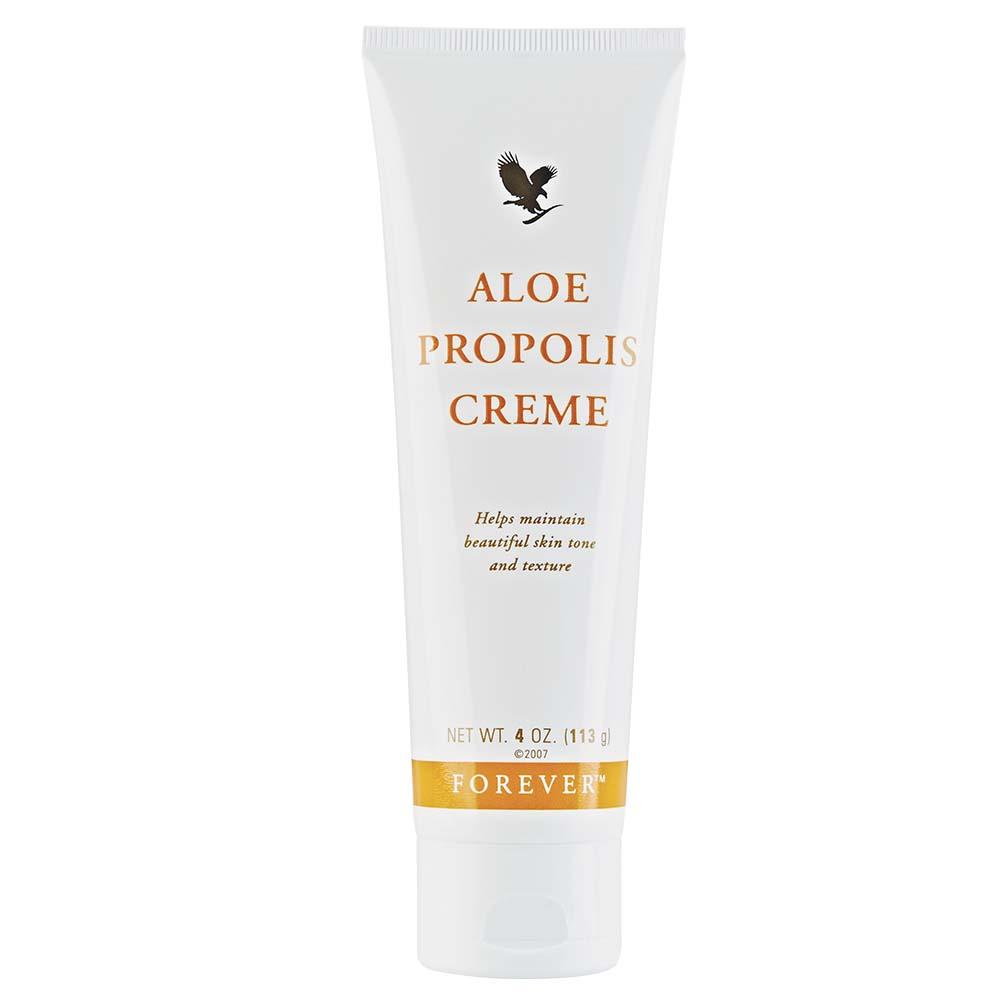 ALOE
PROPOLIS
CREME
Helps maintain
beautiful skin tone
and texture
NET WT. 4 OZ. (113 g)
©2007
FOREVER™